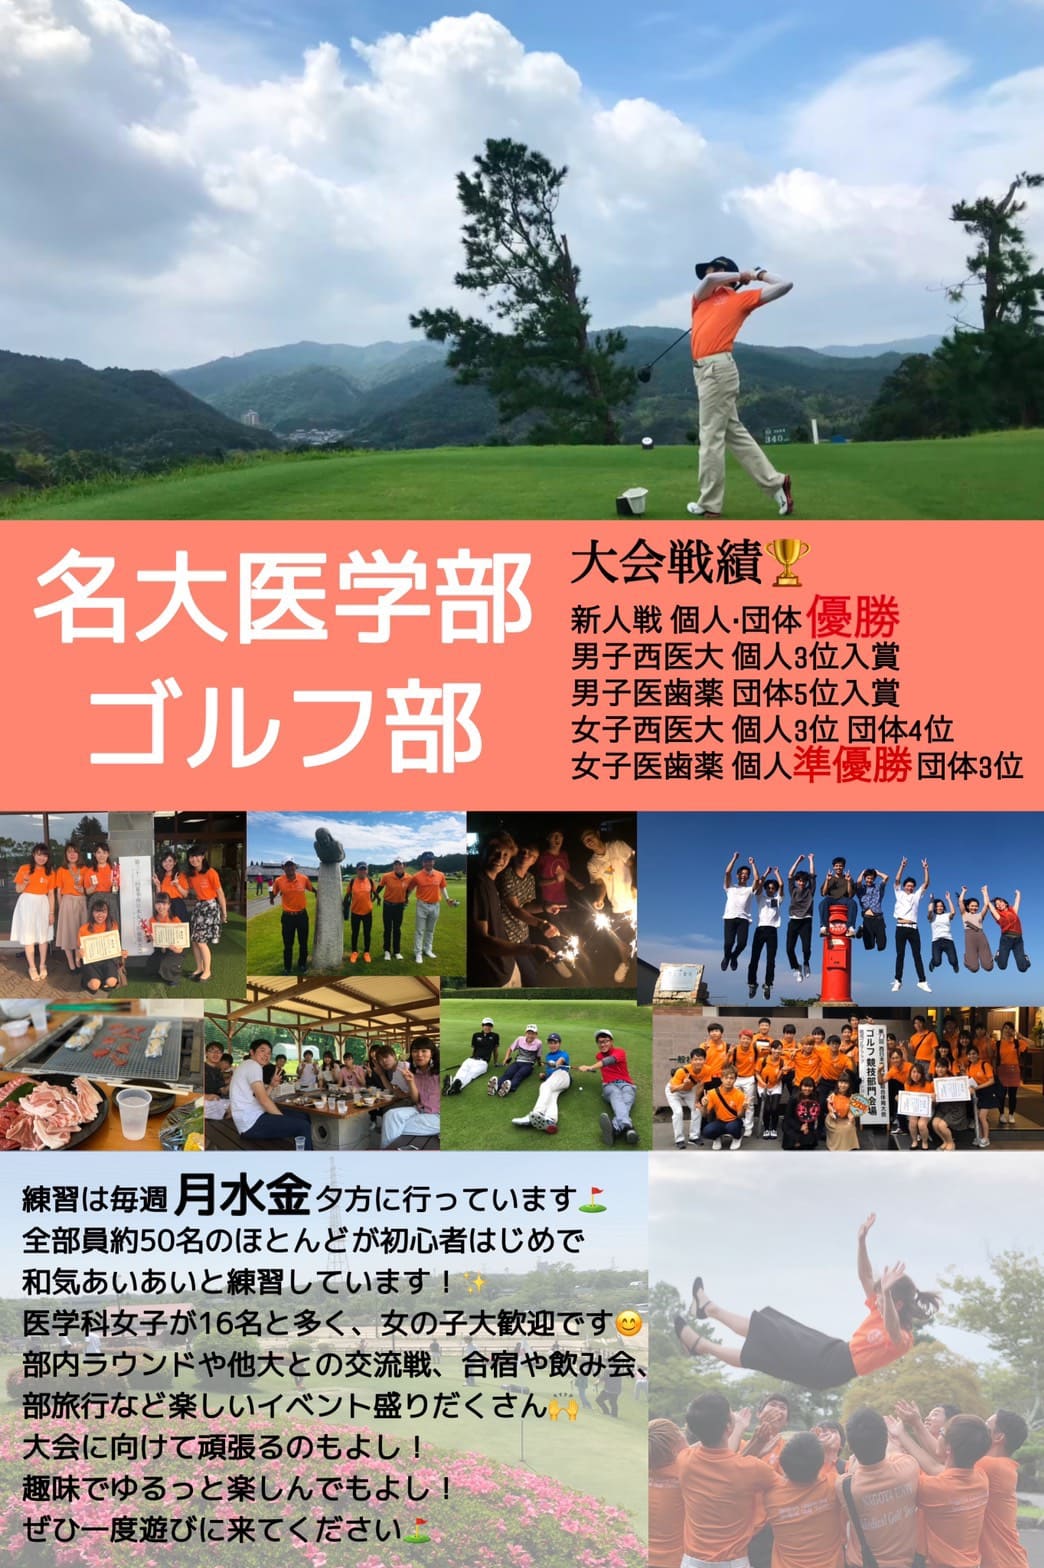 340
名大医学部
ゴルフ部
大会戦績🏆
新人戦 個人·団体 優勝
男子西医大 個人3位入賞
男子医歯薬 団体5位入賞
女子西医大 個人3位 団体4位
女子医歯薬 個人準優勝団体3位
ゴルフ競技部門会場
練習は毎週 月水金夕方に行っています⛳
全部員約50名のほとんどが初心者はじめで
和気あいあいと練習しています！✨
医学科女子が16名と多く、女の子大歓迎です😊
部内ラウンドや他大との交流戦、合宿や飲み会、
部旅行など楽しいイベント盛りだくさん🙌
大会に向けて頑張るのもよし！
趣味でゆるっと楽しんでもよし！
ぜひ一度遊びに来てください⛳